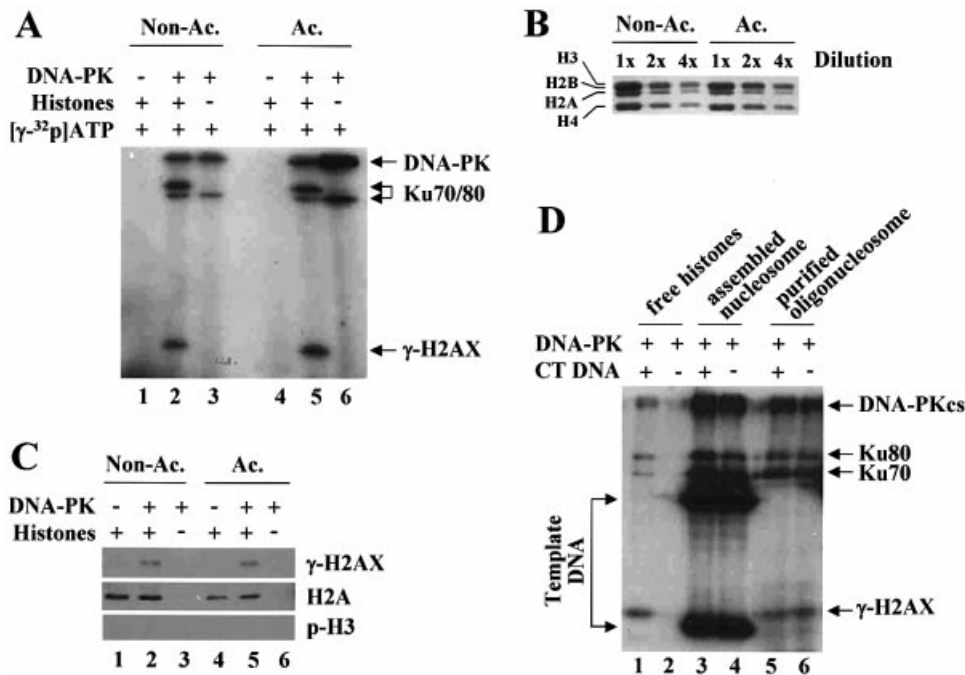 A
Non-Ac. Ac.
DNA-PK - + + - + +
Histones + + - + + -
[γ-³²p]ATP + + + + + +
DNA-PK
Ku70/80
γ-H2AX
1 2 3 4 5 6
B
Non-Ac. Ac.
1x 2x 4x 1x 2x 4x Dilution
H3
H2B
H2A
H4
C
Non-Ac. Ac.
DNA-PK - + + - + +
Histones + + - + + -
γ-H2AX
H2A
p-H3
1 2 3 4 5 6
D
free histones
assembled nucleosome
purified oligonucleosome
DNA-PK + + + + + +
CT DNA + - + - + -
DNA-PKcs
Ku80
Ku70
Template DNA
γ-H2AX
1 2 3 4 5 6